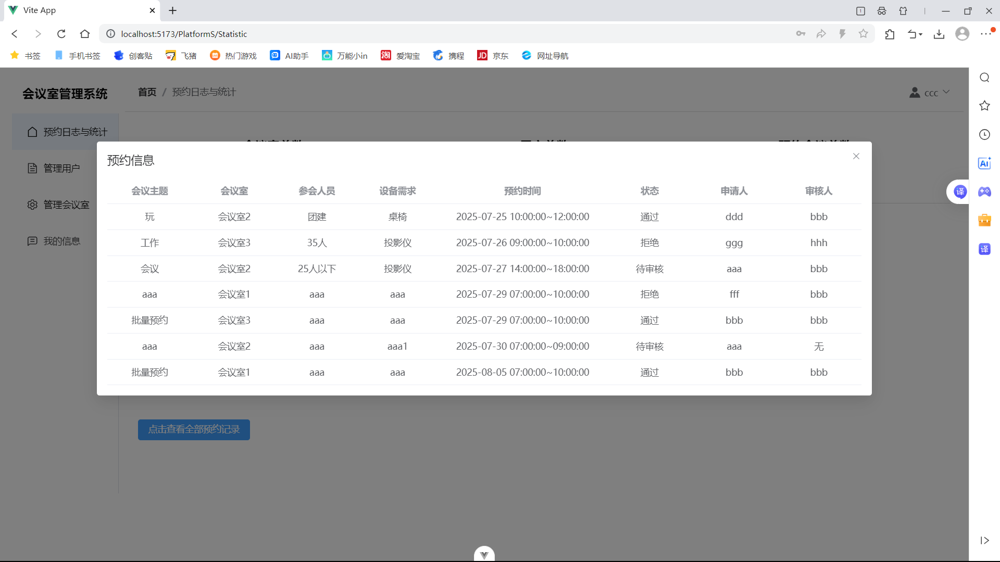 Vite App
localhost:5173/PlatformS/Statistic
书签 手机书签 创客贴 飞猪 热门游戏 AI助手 万能小in 爱淘宝 携程 京东 网址导航
会议室管理系统
首页 / 预约日志与统计
ccc
预约日志与统计
管理用户
管理会议室
我的信息
预约信息
会议主题 会议室 参会人员 设备需求 预约时间 状态 申请人 审核人
玩 会议室2 团建 桌椅 2025-07-25 10:00:00~12:00:00 通过 ddd bbb
工作 会议室3 35人 投影仪 2025-07-26 09:00:00~10:00:00 拒绝 ggg hhh
会议 会议室2 25人以下 投影仪 2025-07-27 14:00:00~18:00:00 待审核 aaa bbb
aaa 会议室1 aaa aaa 2025-07-29 07:00:00~10:00:00 拒绝 fff bbb
批量预约 会议室3 aaa aaa 2025-07-29 07:00:00~10:00:00 通过 bbb bbb
aaa 会议室2 aaa aaa1 2025-07-30 07:00:00~09:00:00 待审核 aaa 无
批量预约 会议室1 aaa aaa 2025-08-05 07:00:00~10:00:00 通过 bbb bbb
点击查看全部预约记录
译
译